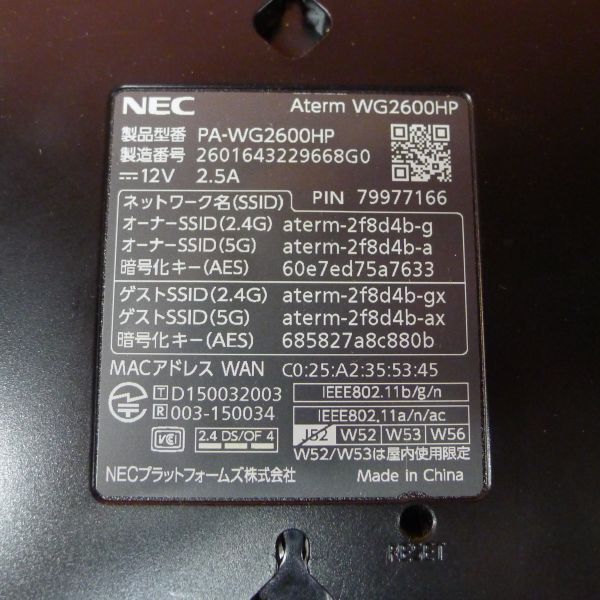 NEC Aterm WG2600HP
製品型番 PA-WG2600HP
製造番号 2601643229668G0
12V 2.5A
ネットワーク名(SSID) PIN 79977166
オーナーSSID(2.4G) aterm-2f8d4b-g
オーナーSSID(5G) aterm-2f8d4b-a
暗号化キー(AES) 60e7ed75a7633
ゲストSSID(2.4G) aterm-2f8d4b-gx
ゲストSSID(5G) aterm-2f8d4b-ax
暗号化キー(AES) 685827a8c880b
MACアドレス WAN C0:25:A2:35:53:45
T D150032003 IEEE802.11b/g/n
R 003-150034 IEEE802.11a/n/ac
VCCI 2.4 DS/OF 4 J52 W52 W53 W56
W52/W53は屋内使用限定
NECプラットフォームズ株式会社 Made in China
RESET